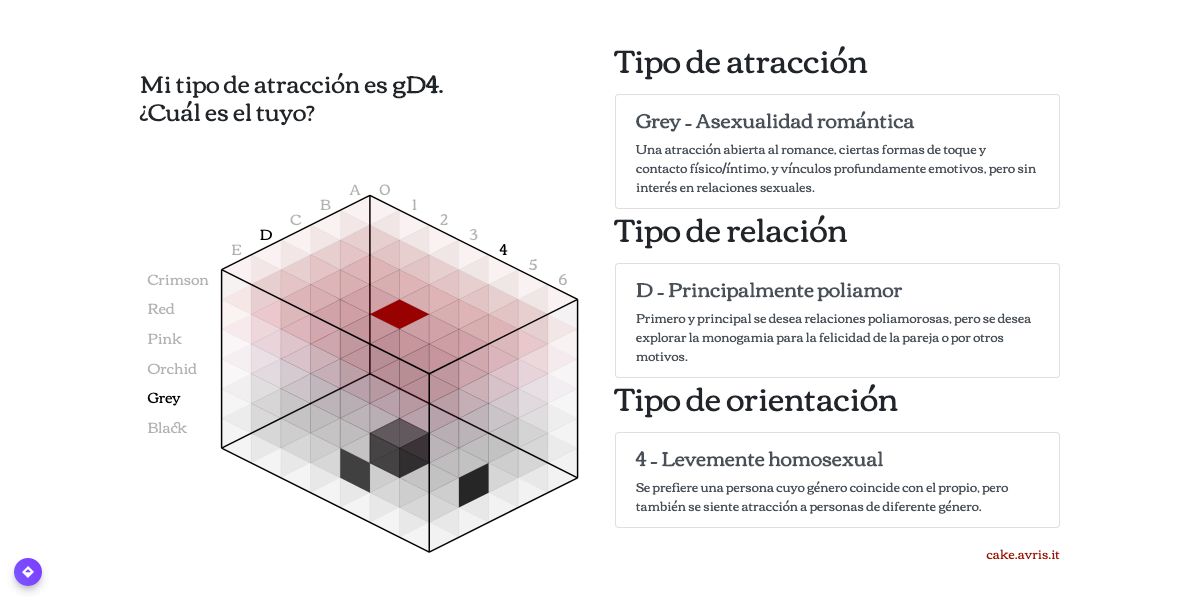 Mi tipo de atracción es gD4.
¿Cuál es el tuyo?
A
B
C
D
E
0
1
2
3
4
5
6
Crimson
Red
Pink
Orchid
Grey
Black
Tipo de atracción
Grey - Asexualidad romántica
Una atracción abierta al romance, ciertas formas de toque y
contacto físico/íntimo, y vínculos profundamente emotivos, pero sin
interés en relaciones sexuales.
Tipo de relación
D - Principalmente poliamor
Primero y principal se desea relaciones poliamorosas, pero se desea
explorar la monogamia para la felicidad de la pareja o por otros
motivos.
Tipo de orientación
4 - Levemente homosexual
Se prefiere una persona cuyo género coincide con el propio, pero
también se siente atracción a personas de diferente género.
cake.avris.it